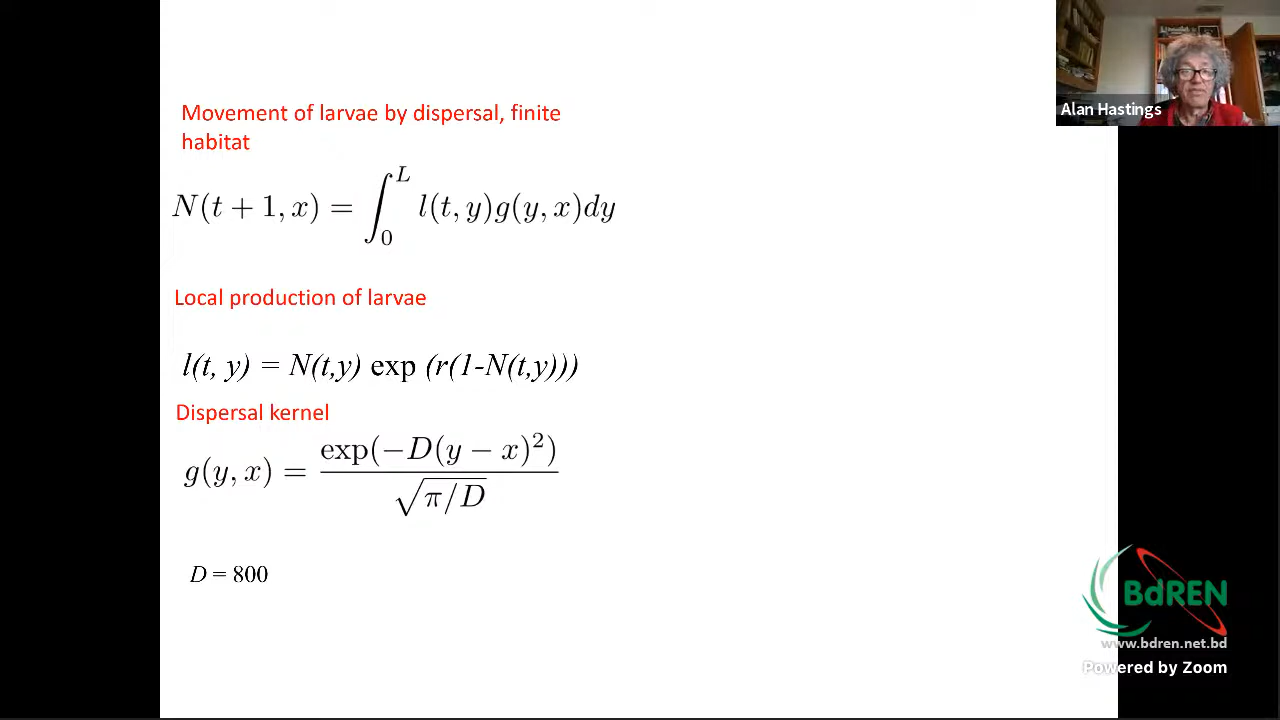 Movement of larvae by dispersal, finite
habitat
N(t + 1, x) = ∫_0^L l(t, y)g(y, x)dy
Local production of larvae
l(t, y) = N(t,y) exp (r(1-N(t,y)))
Dispersal kernel
g(y, x) = exp(−D(y − x)²) / √(π/D)
D = 800
Alan Hastings
BdREN
www.bdren.net.bd
Powered by Zoom